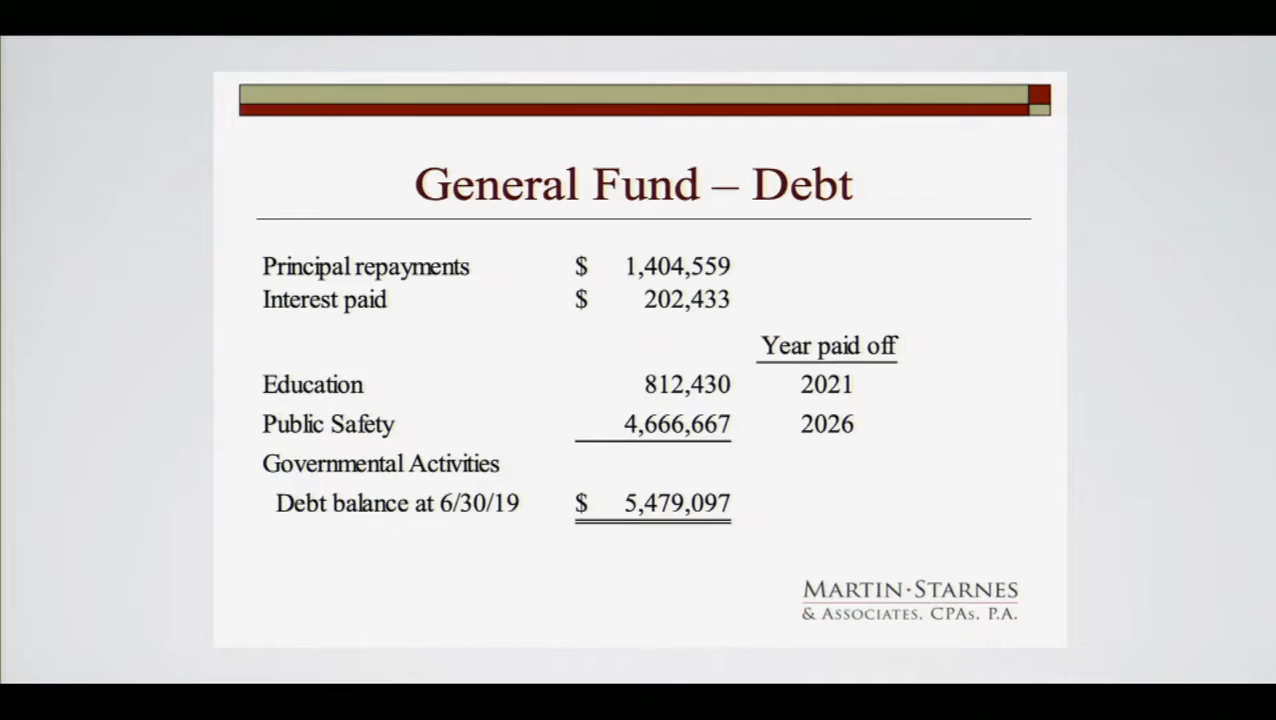 General Fund – Debt
Principal repayments $ 1,404,559
Interest paid $ 202,433
Year paid off
Education 812,430 2021
Public Safety 4,666,667 2026
Governmental Activities
Debt balance at 6/30/19 $ 5,479,097
MARTIN·STARNES
& ASSOCIATES, CPAS, P.A.